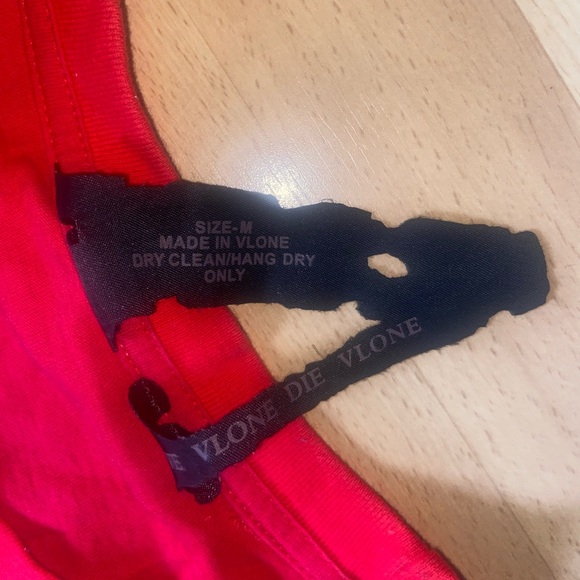 SIZE-M
MADE IN VLONE
DRY CLEAN/HANG DRY
ONLY
VLONE DIE VLONE